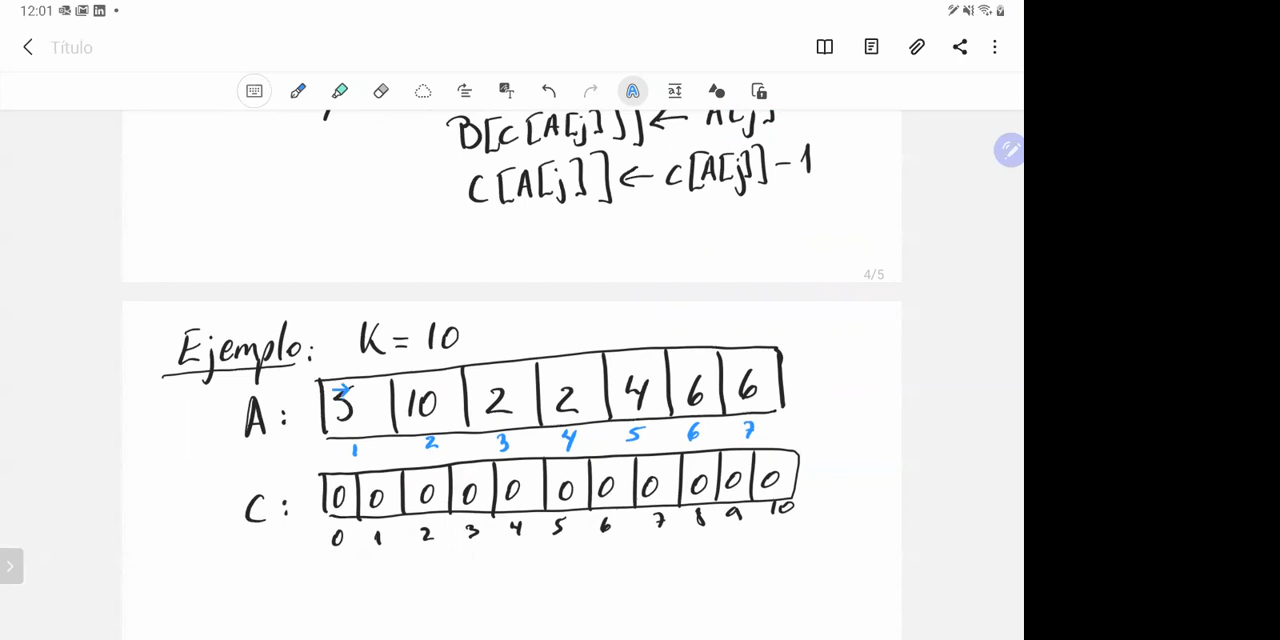 12:01
Título
B[C[A[j]]] ← A[j]
C[A[j]] ← C[A[j]] - 1
4/5
Ejemplo: K = 10
A: 3 10 2 2 4 6 6
1 2 3 4 5 6 7
C: 0 0 0 0 0 0 0 0 0 0 0
0 1 2 3 4 5 6 7 8 9 10